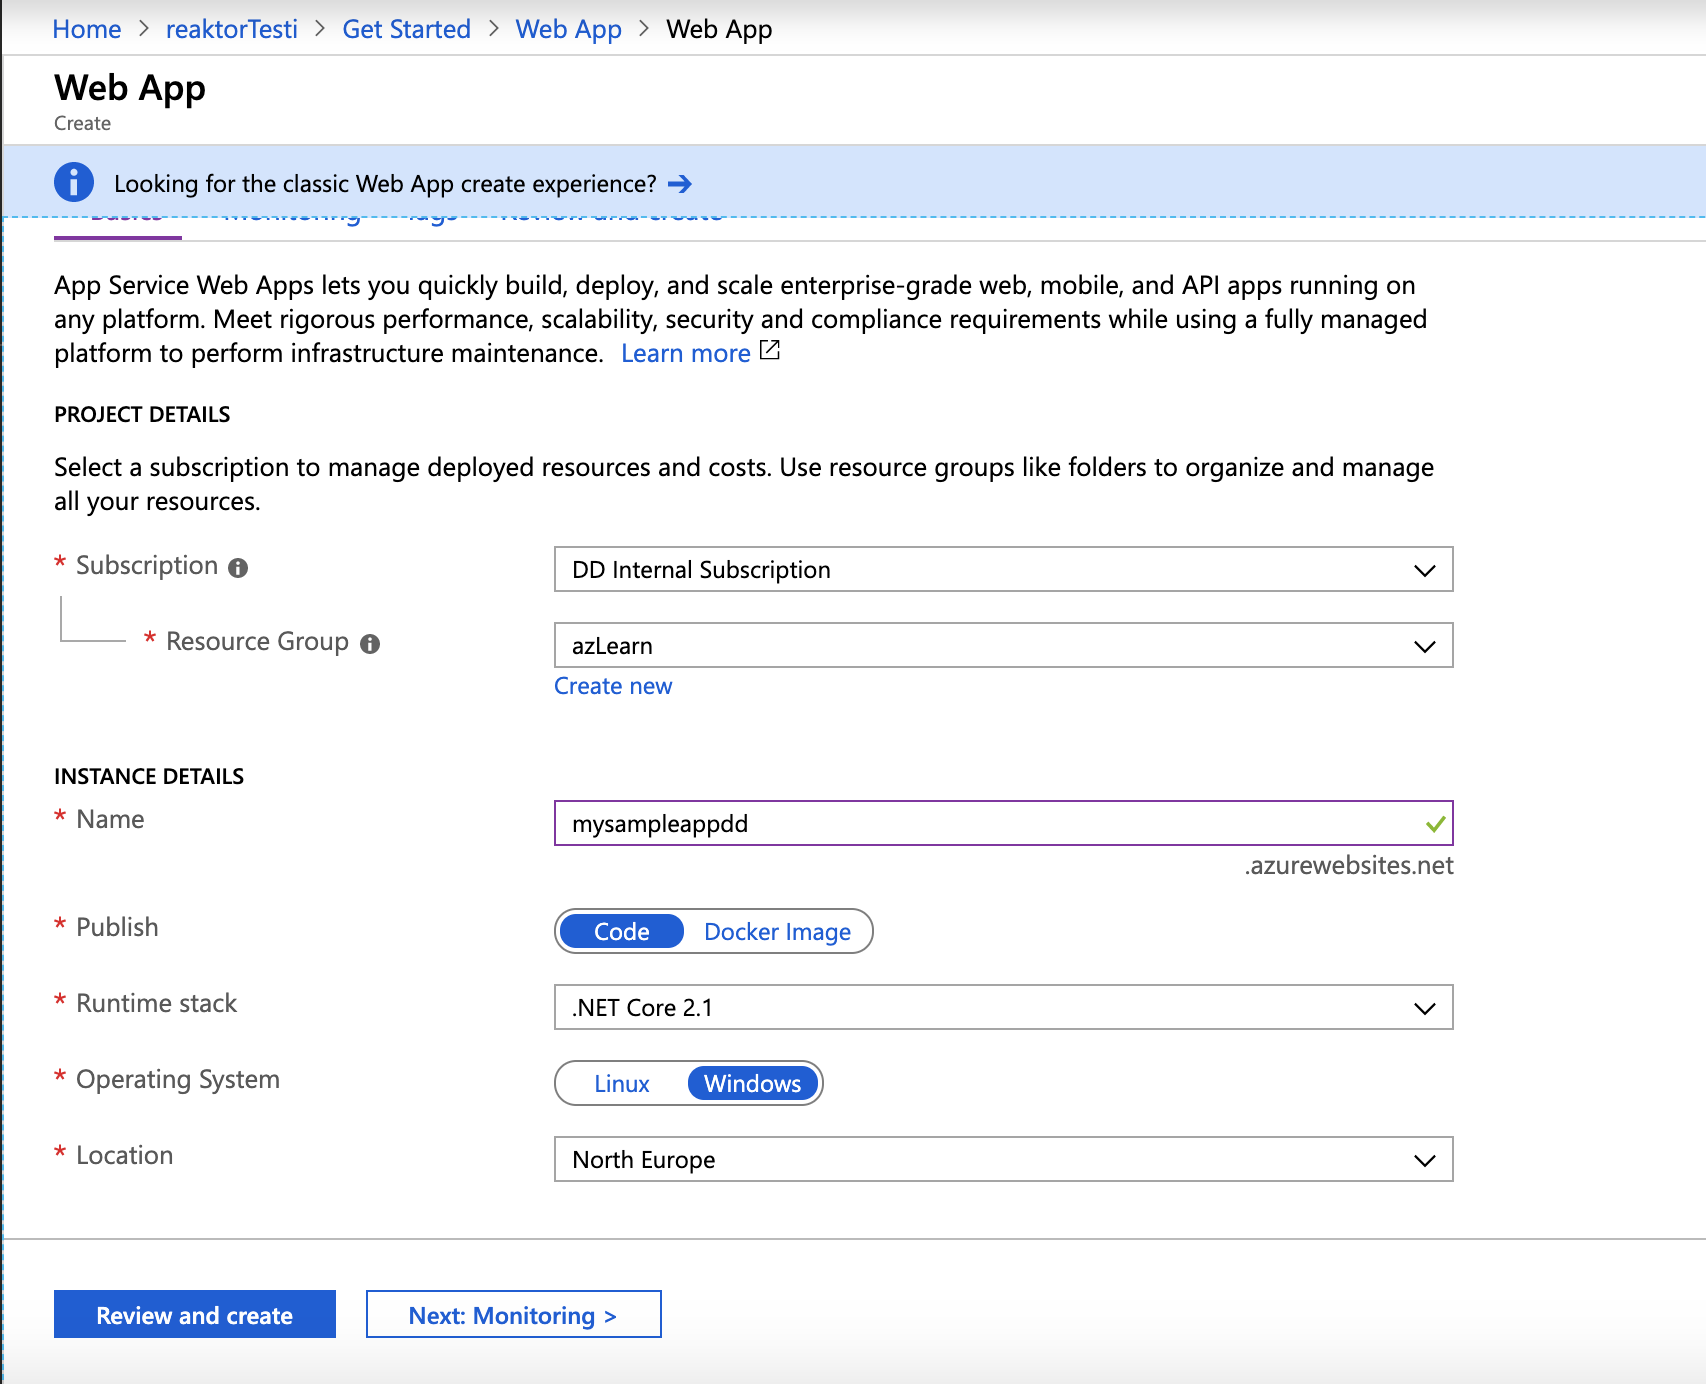 Home > reaktorTesti > Get Started > Web App > Web App
Web App
Create
Looking for the classic Web App create experience? →
Basics Monitoring Tags Review and create
App Service Web Apps lets you quickly build, deploy, and scale enterprise-grade web, mobile, and API apps running on
any platform. Meet rigorous performance, scalability, security and compliance requirements while using a fully managed
platform to perform infrastructure maintenance. Learn more
PROJECT DETAILS
Select a subscription to manage deployed resources and costs. Use resource groups like folders to organize and manage
all your resources.
* Subscription
DD Internal Subscription
* Resource Group
azLearn
Create new
INSTANCE DETAILS
* Name
mysampleappdd
.azurewebsites.net
* Publish
Code Docker Image
* Runtime stack
.NET Core 2.1
* Operating System
Linux Windows
* Location
North Europe
Review and create Next: Monitoring >